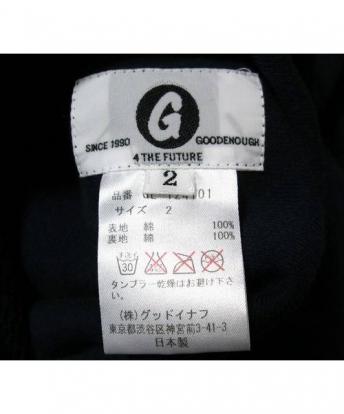 G
SINCE 1990 GOODENOUGH
4 THE FUTURE
2
品番
サイズ 2
表地 綿 100%
裏地 綿 100%
30
タンブラー乾燥はお避け下さい。
(株)グッドイナフ
東京都渋谷区神宮前3-41-3
日本製